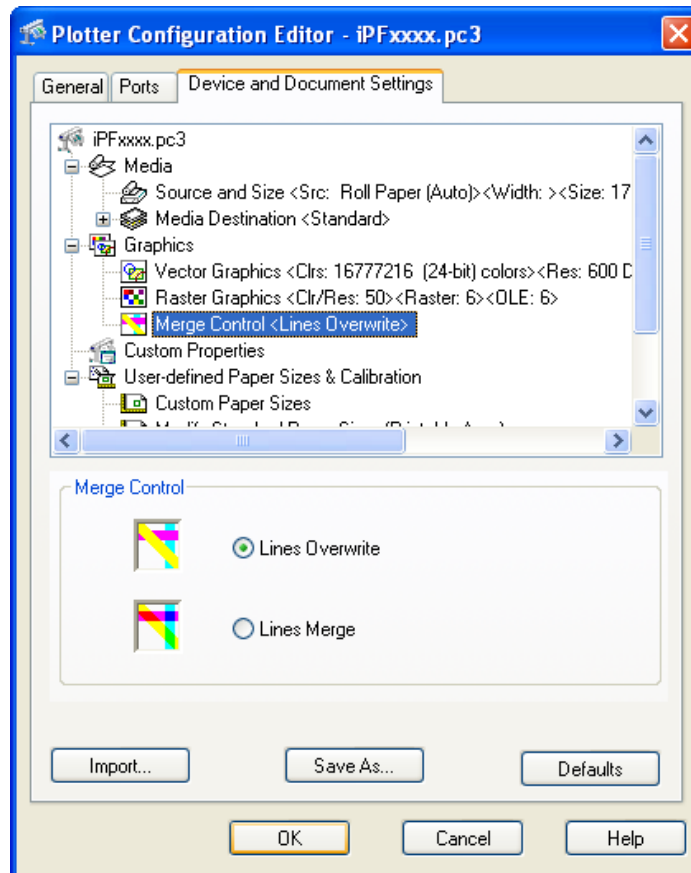 Plotter Configuration Editor - iPFxxxx.pc3
General Ports Device and Document Settings
iPFxxxx.pc3
Media
Source and Size <Src: Roll Paper (Auto)><Width: ><Size: 17
Media Destination <Standard>
Graphics
Vector Graphics <Clrs: 16777216 (24-bit) colors><Res: 600 D
Raster Graphics <Clr/Res: 50><Raster: 6><OLE: 6>
Merge Control <Lines Overwrite>
Custom Properties
User-defined Paper Sizes & Calibration
Custom Paper Sizes
Merge Control
Lines Overwrite
Lines Merge
Import... Save As... Defaults
OK Cancel Help